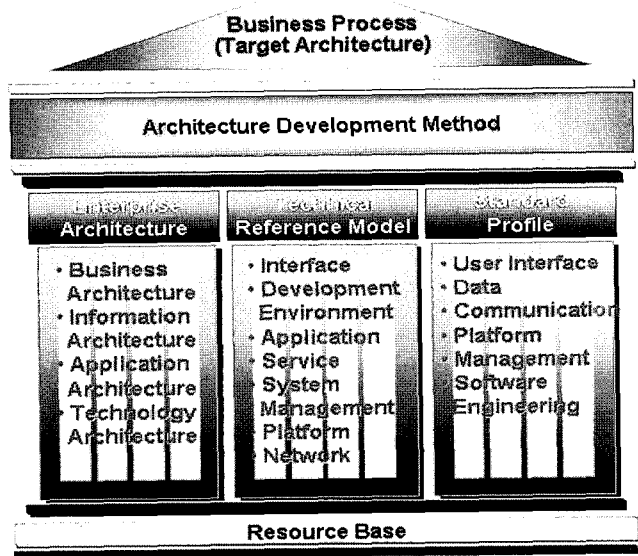 Business Process
(Target Architecture)
Architecture Development Method
Enterprise
Architecture
• Business
Architecture
• Information
Architecture
• Application
Architecture
• Technology
Architecture
Technical
Reference Model
• Interface
• Development
Environment
• Application
• Service
• System
Management
• Platform
• Network
Standard
Profile
• User Interface
• Data
• Communication
• Platform
• Management
• Software
Engineering
Resource Base